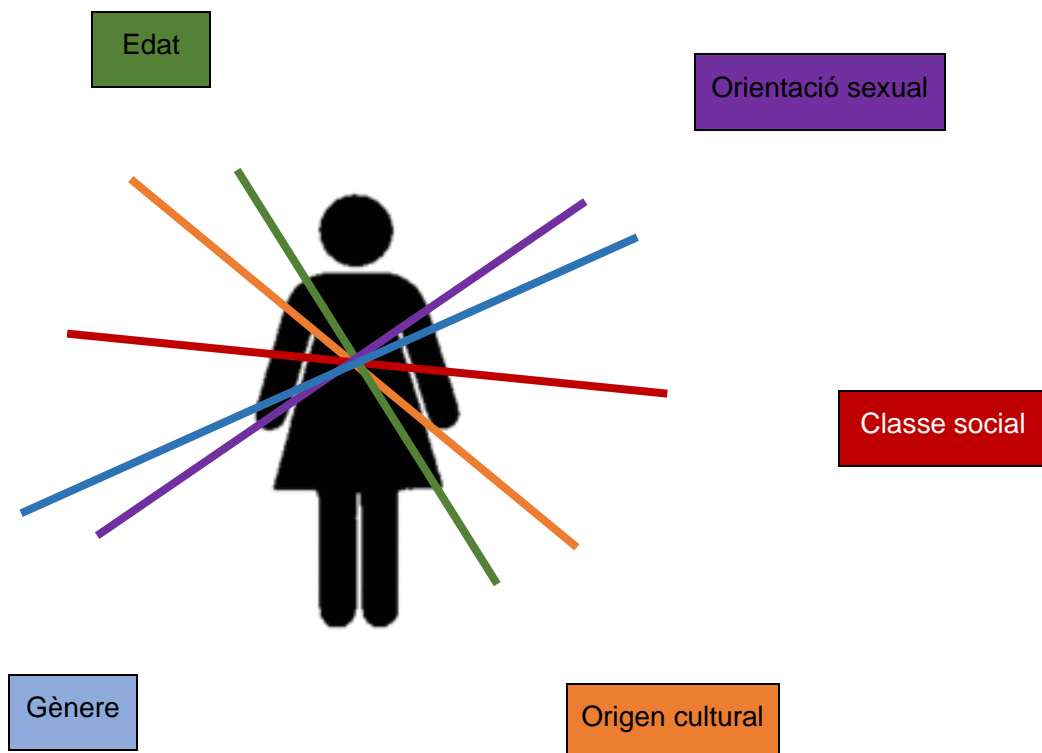 Edat
Orientació sexual
Classe social
Gènere
Origen cultural